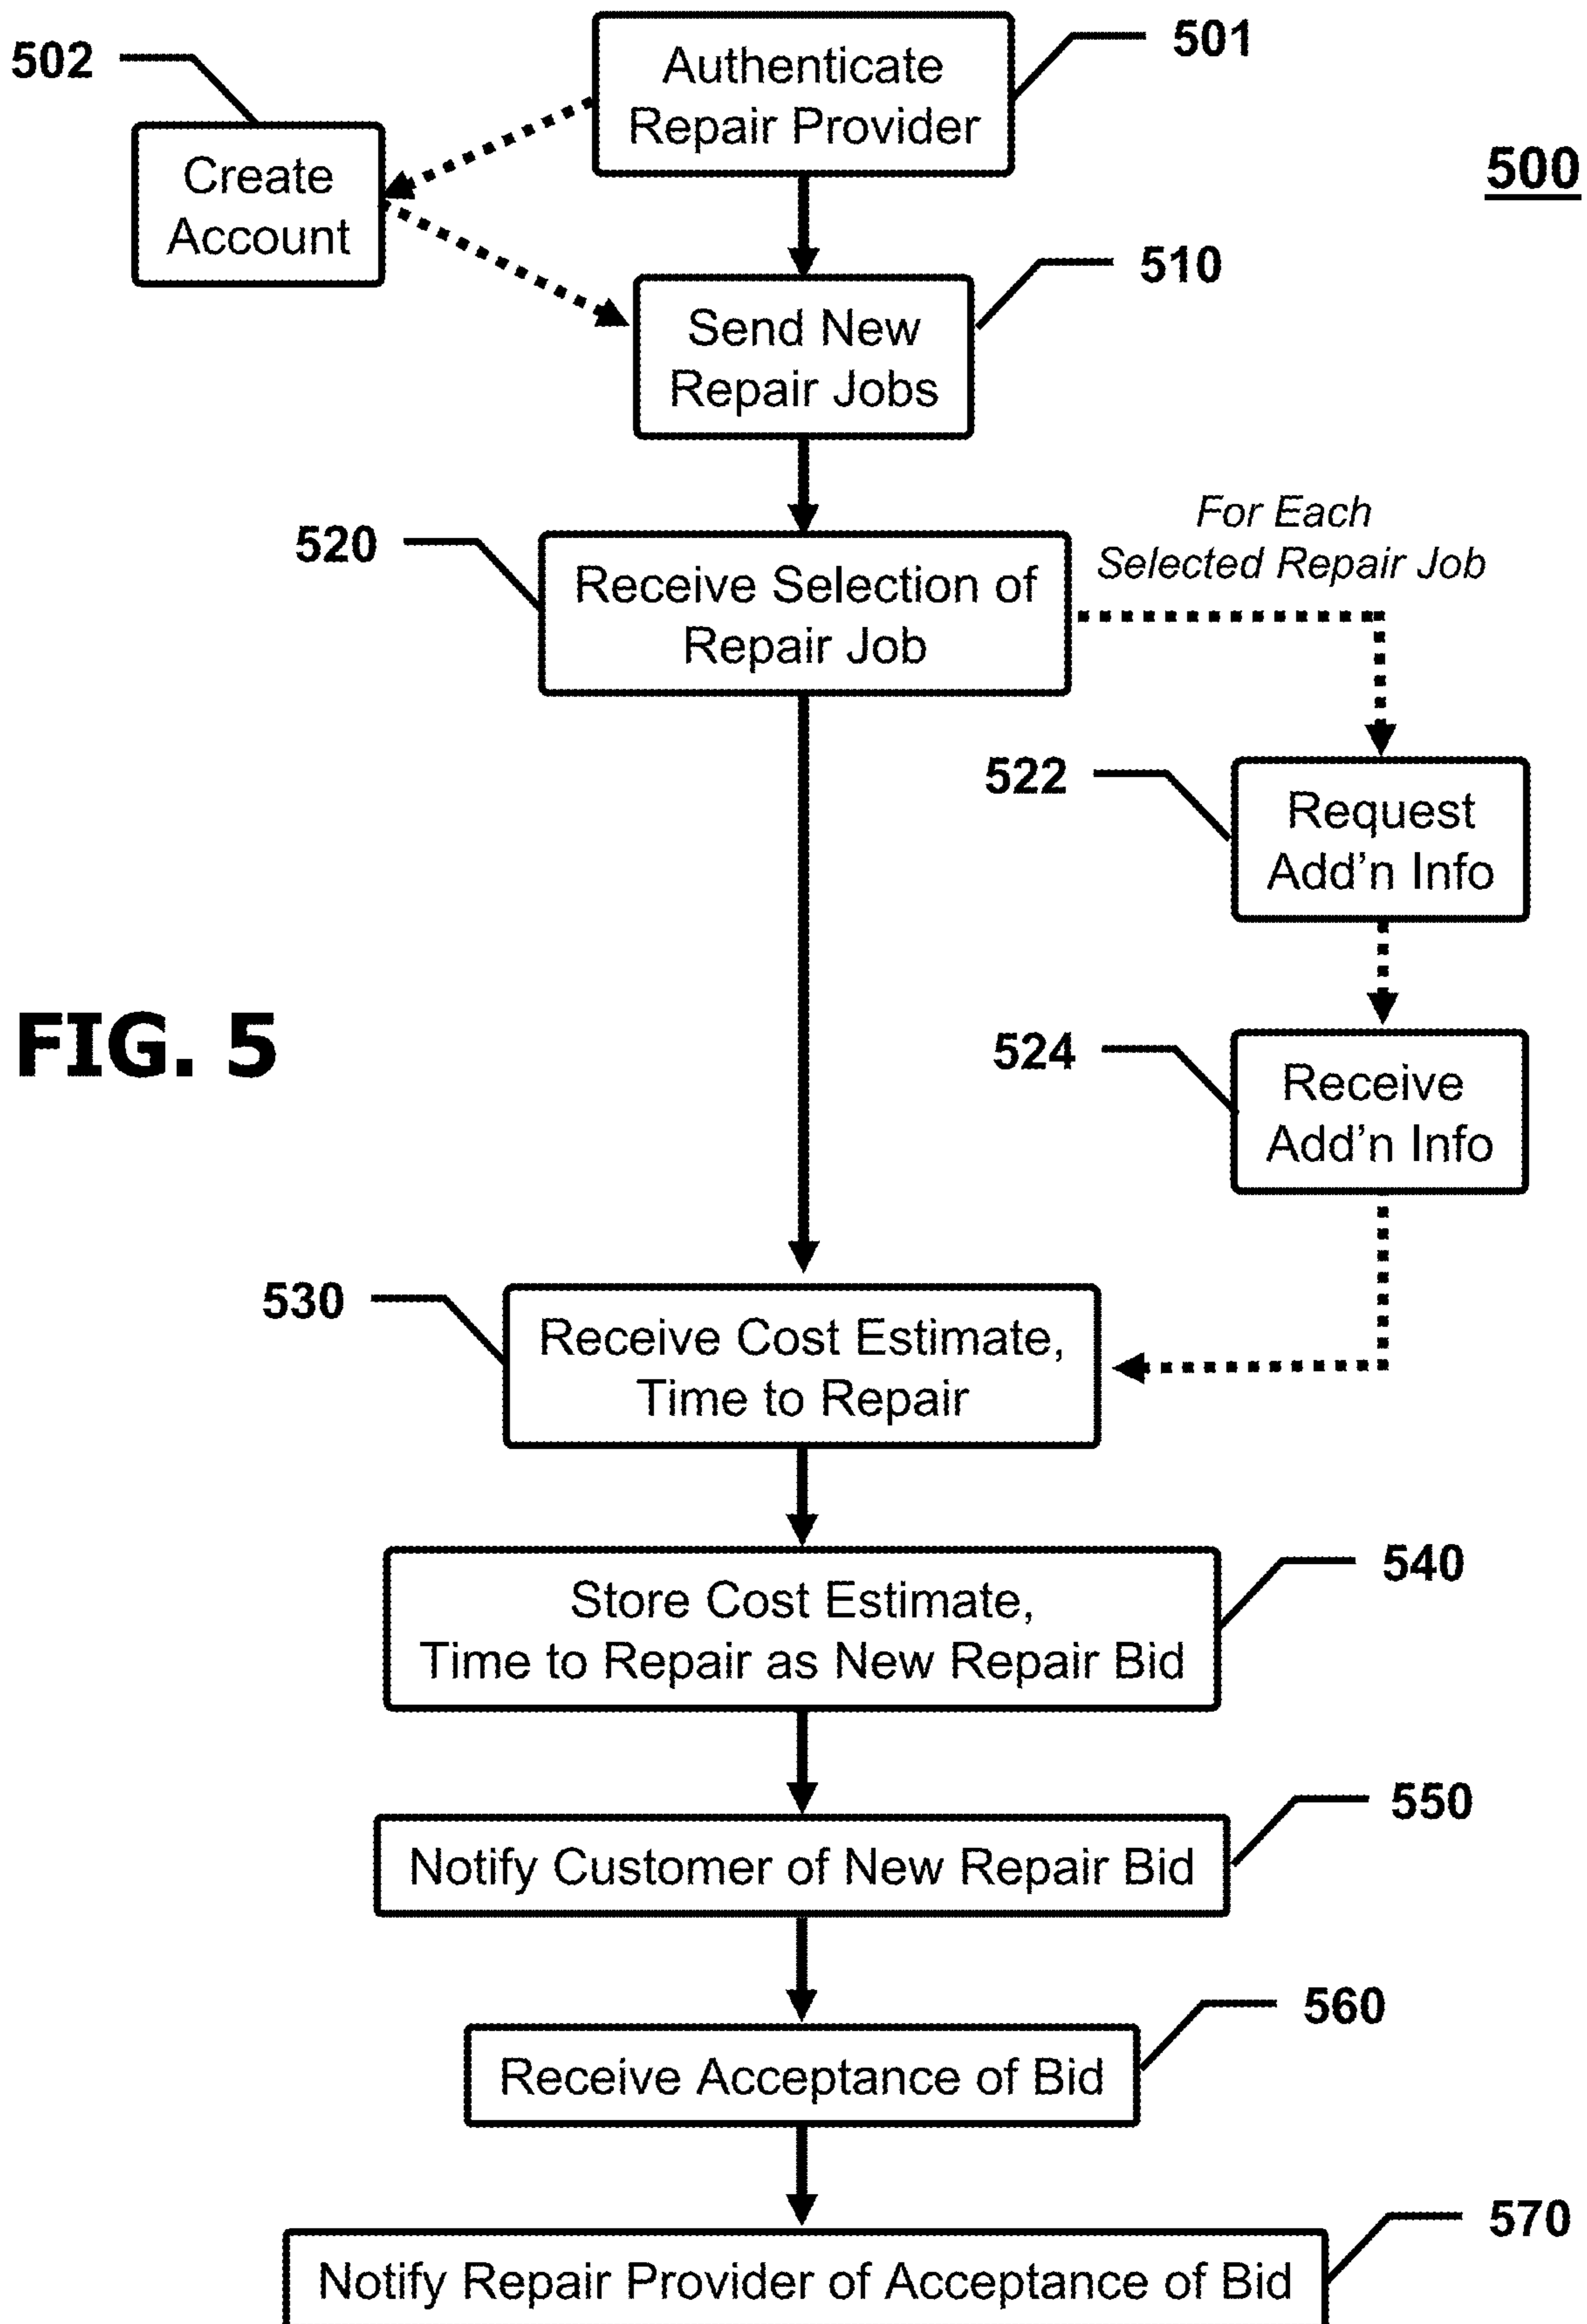 501
502
Authenticate
Repair Provider
Create
Account
500
510
Send New
Repair Jobs
For Each
Selected Repair Job
520
Receive Selection of
Repair Job
522
Request
Add'n Info
FIG. 5
524
Receive
Add'n Info
530
Receive Cost Estimate,
Time to Repair
540
Store Cost Estimate,
Time to Repair as New Repair Bid
550
Notify Customer of New Repair Bid
560
Receive Acceptance of Bid
570
Notify Repair Provider of Acceptance of Bid